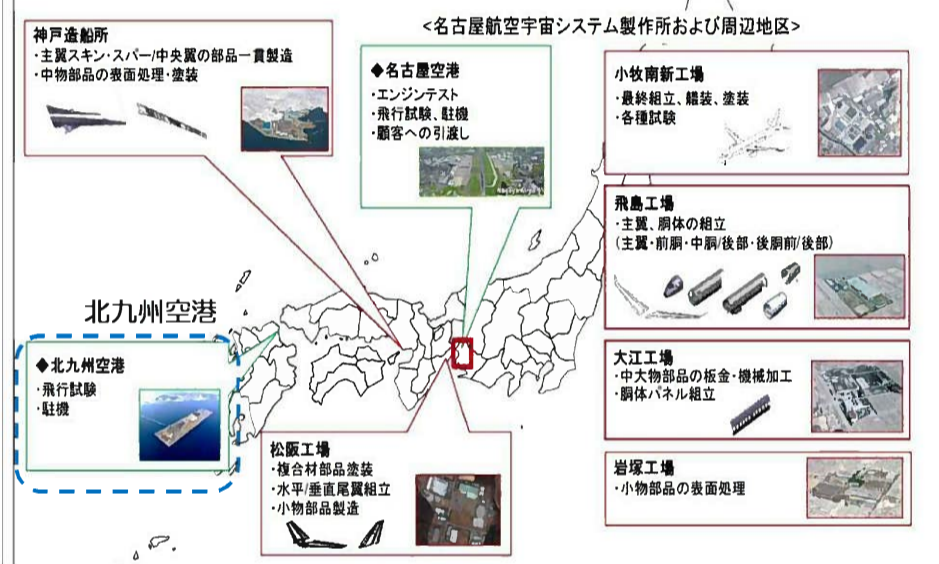 <名古屋航空宇宙システム製作所および周辺地区>
神戸造船所
・主翼スキン・スパー/中央翼の部品一貫製造
・中物部品の表面処理・塗装
◆名古屋空港
・エンジンテスト
・飛行試験、駐機
・顧客への引渡し
Nagoya Airport
小牧南新工場
・最終組立、艤装、塗装
・各種試験
飛島工場
・主翼、胴体の組立
(主翼・前胴・中胴/後部・後胴前/後部)
北九州空港
◆北九州空港
・飛行試験
・駐機
大江工場
・中大物部品の板金・機械加工
・胴体パネル組立
松阪工場
・複合材部品塗装
・水平/垂直尾翼組立
・小物部品製造
岩塚工場
・小物部品の表面処理